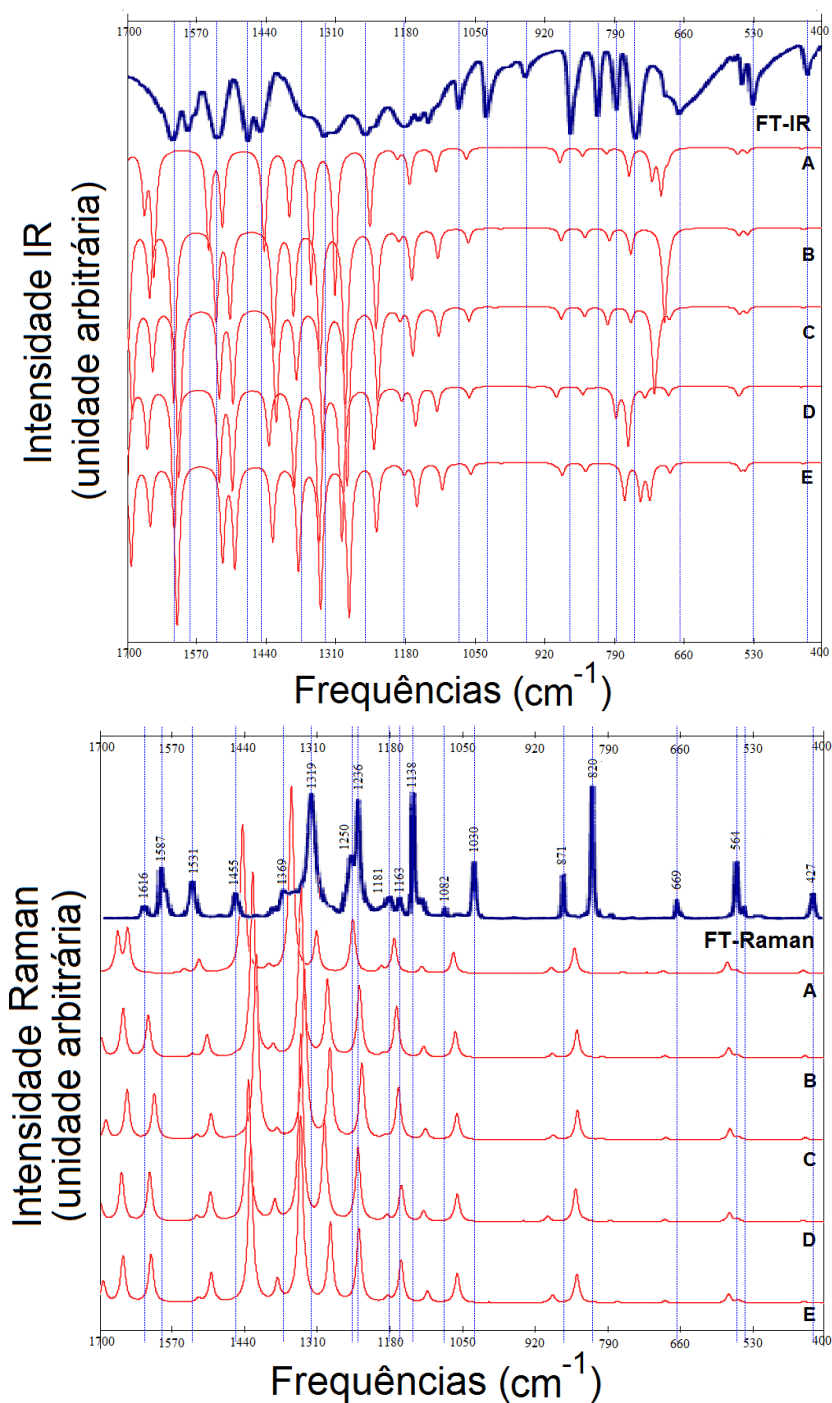 1700 1570 1440 1310 1180 1050 920 790 660 530 400
FT-IR
A
B
C
D
E
Intensidade IR
(unidade arbitrária)
1700 1570 1440 1310 1180 1050 920 790 660 530 400
Frequências (cm-1)
1700 1570 1440 1310 1180 1050 920 790 660 530 400
1616
1587
1531
1455
1369
1319
1250
1236
1181
1163
1138
1082
1030
871
820
669
564
427
FT-Raman
A
B
C
D
E
Intensidade Raman
(unidade arbitrária)
1700 1570 1440 1310 1180 1050 920 790 660 530 400
Frequências (cm-1)